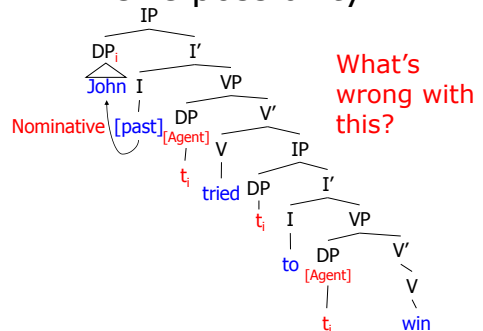 IP
DPi I'
John I VP
What's
wrong with
this?
Nominative [past] DP V'
[Agent] V IP
ti tried DP I'
ti I VP
to DP V'
[Agent] V
ti win